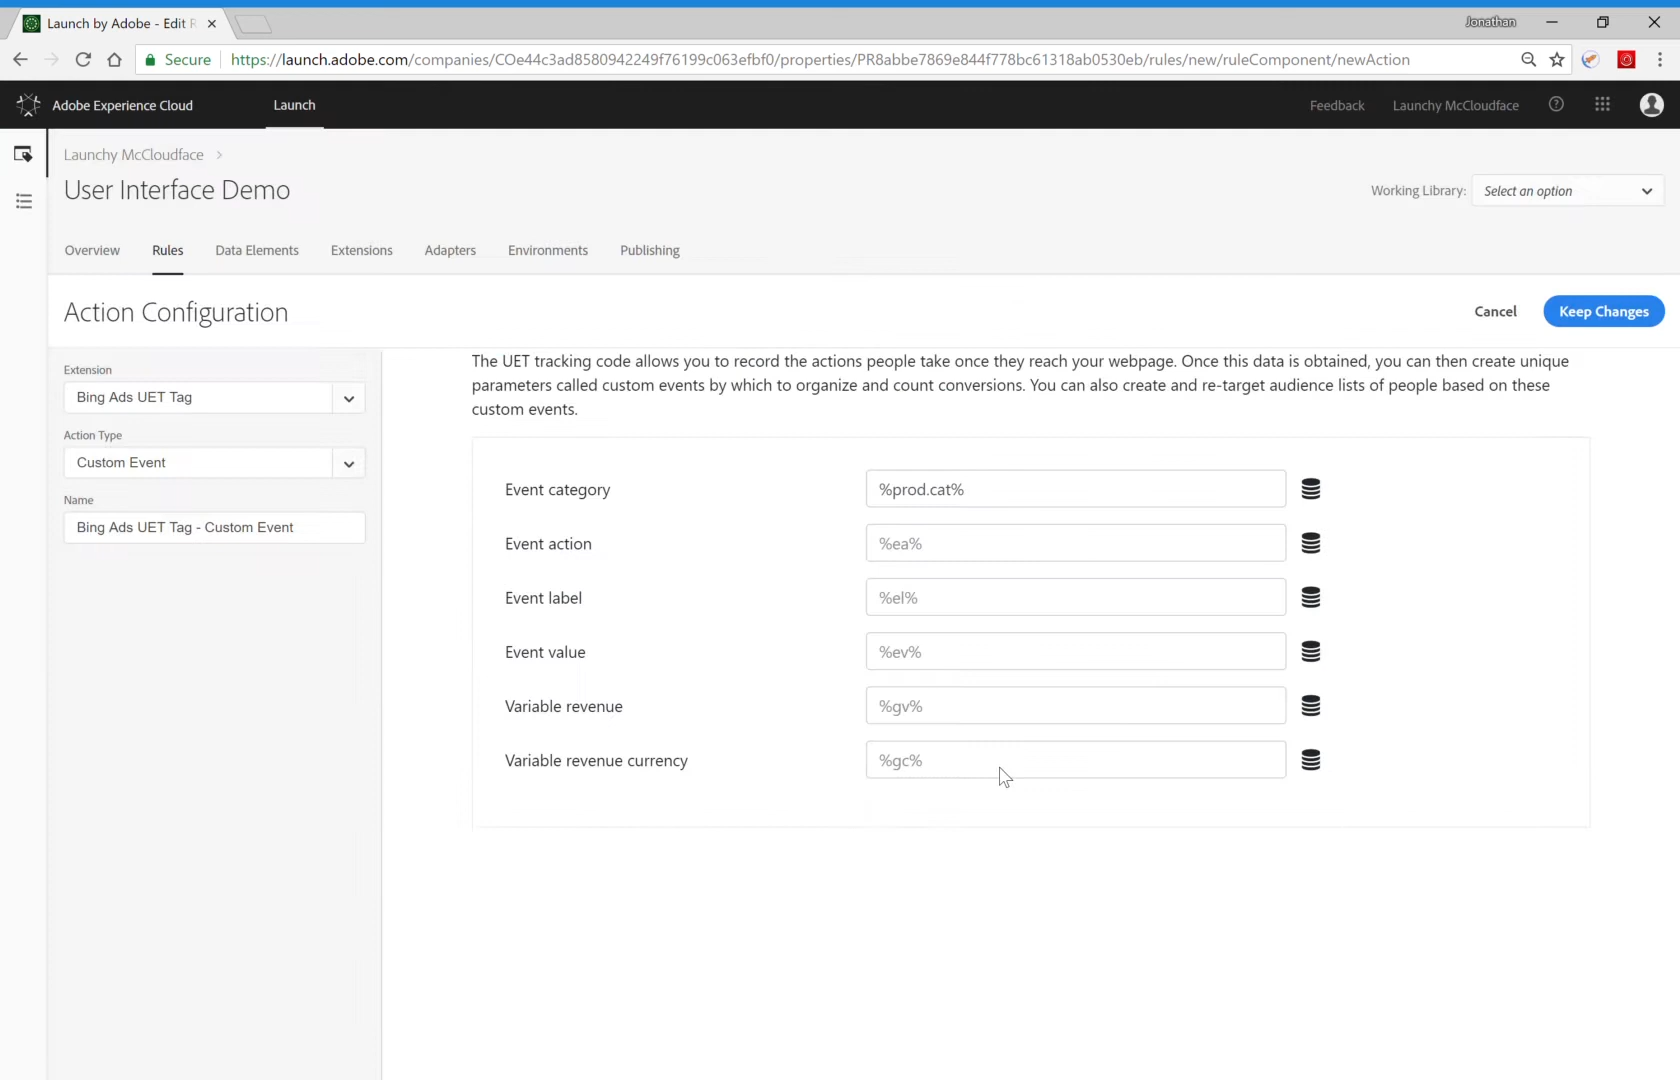 Launch by Adobe - Edit R
Jonathan
Secure https://launch.adobe.com/companies/COe44c3ad8580942249f76199c063efbf0/properties/PR8abbe7869e844f778bc61318ab0530eb/rules/new/ruleComponent/newAction
Adobe Experience Cloud Launch Feedback Launchy McCloudface
Launchy McCloudface
User Interface Demo
Working Library: Select an option
Overview Rules Data Elements Extensions Adapters Environments Publishing
Action Configuration
Cancel Keep Changes
Extension
Bing Ads UET Tag
Action Type
Custom Event
Name
Bing Ads UET Tag - Custom Event
The UET tracking code allows you to record the actions people take once they reach your webpage. Once this data is obtained, you can then create unique
parameters called custom events by which to organize and count conversions. You can also create and re-target audience lists of people based on these
custom events.
Event category %prod.cat%
Event action %ea%
Event label %el%
Event value %ev%
Variable revenue %gv%
Variable revenue currency %gc%